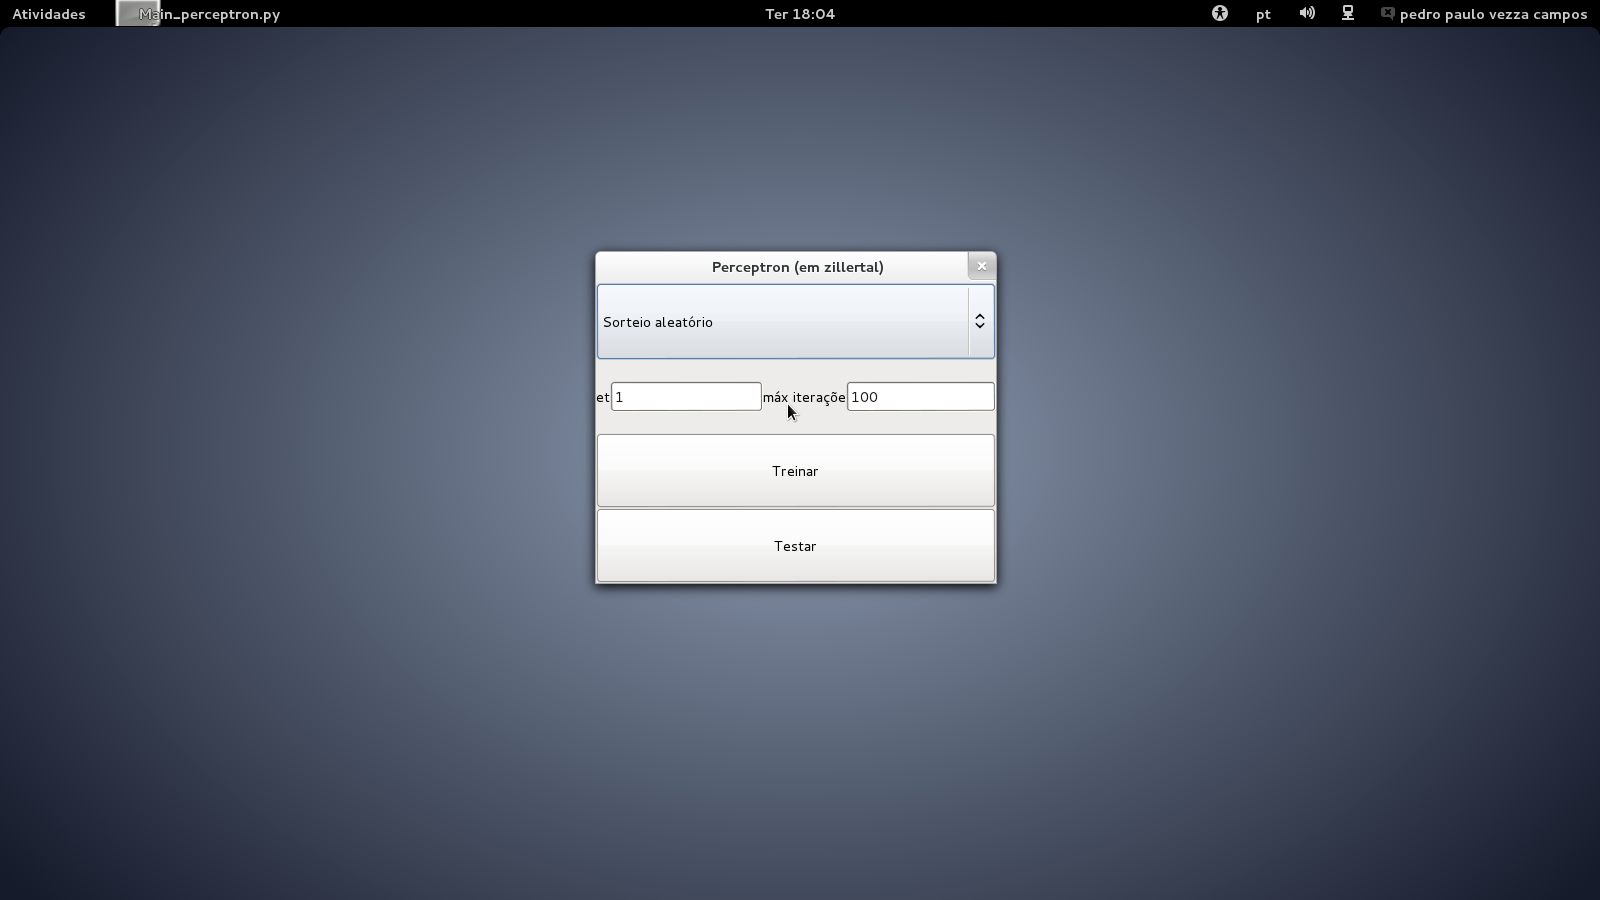 Atividades Main_perceptron.py Ter 18:04 pt pedro paulo vezza campos
Perceptron (em zillertal)
Sorteio aleatório
et 1 máx iteraçõe 100
Treinar
Testar